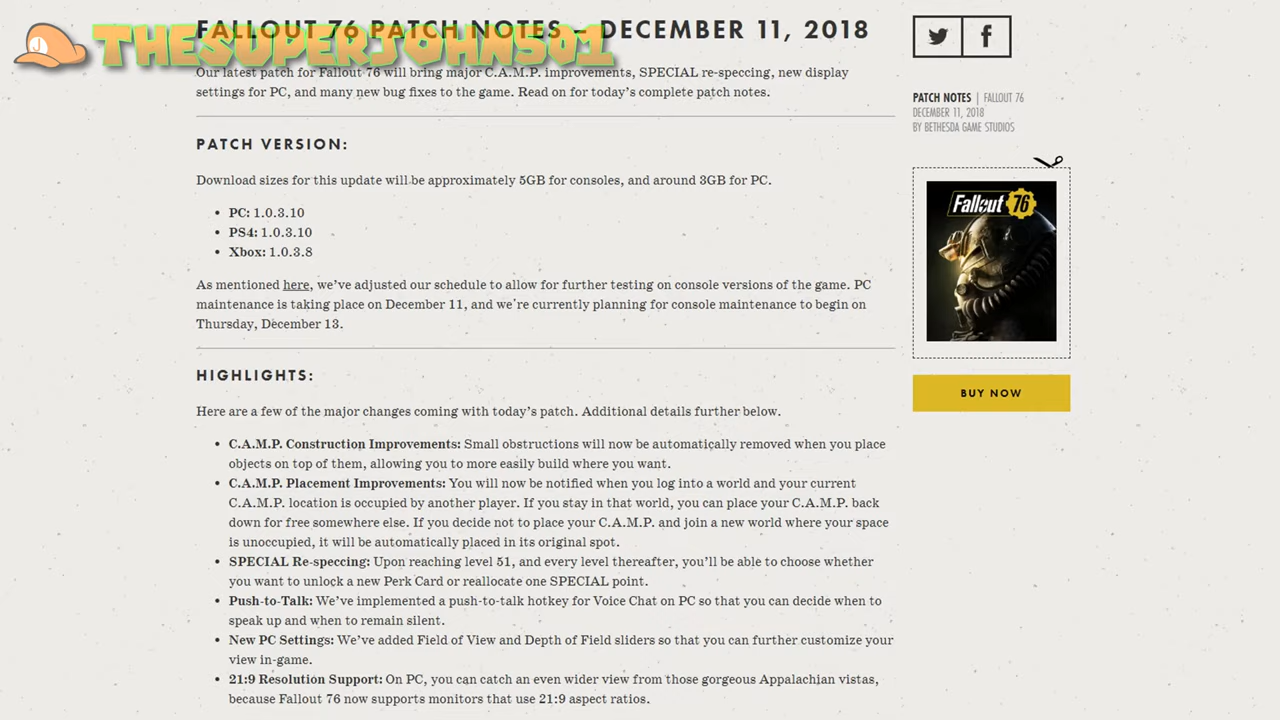 FALLOUT 76 PATCH NOTES – DECEMBER 11, 2018
THESUPERJOHN501
Our latest patch for Fallout 76 will bring major C.A.M.P. improvements, SPECIAL re-speccing, new display
settings for PC, and many new bug fixes to the game. Read on for today's complete patch notes.
PATCH VERSION:
Download sizes for this update will be approximately 5GB for consoles, and around 3GB for PC.
• PC: 1.0.3.10
• PS4: 1.0.3.10
• Xbox: 1.0.3.8
As mentioned here, we've adjusted our schedule to allow for further testing on console versions of the game. PC
maintenance is taking place on December 11, and we're currently planning for console maintenance to begin on
Thursday, December 13.
HIGHLIGHTS:
Here are a few of the major changes coming with today's patch. Additional details further below.
• C.A.M.P. Construction Improvements: Small obstructions will now be automatically removed when you place
objects on top of them, allowing you to more easily build where you want.
• C.A.M.P. Placement Improvements: You will now be notified when you log into a world and your current
C.A.M.P. location is occupied by another player. If you stay in that world, you can place your C.A.M.P. back
down for free somewhere else. If you decide not to place your C.A.M.P. and join a new world where your space
is unoccupied, it will be automatically placed in its original spot.
• SPECIAL Re-speccing: Upon reaching level 51, and every level thereafter, you'll be able to choose whether
you want to unlock a new Perk Card or reallocate one SPECIAL point.
• Push-to-Talk: We've implemented a push-to-talk hotkey for Voice Chat on PC so that you can decide when to
speak up and when to remain silent.
• New PC Settings: We've added Field of View and Depth of Field sliders so that you can further customize your
view in-game.
• 21:9 Resolution Support: On PC, you can catch an even wider view from those gorgeous Appalachian vistas,
because Fallout 76 now supports monitors that use 21:9 aspect ratios.
PATCH NOTES | FALLOUT 76
DECEMBER 11, 2018
BY BETHESDA GAME STUDIOS
Fallout 76
BUY NOW